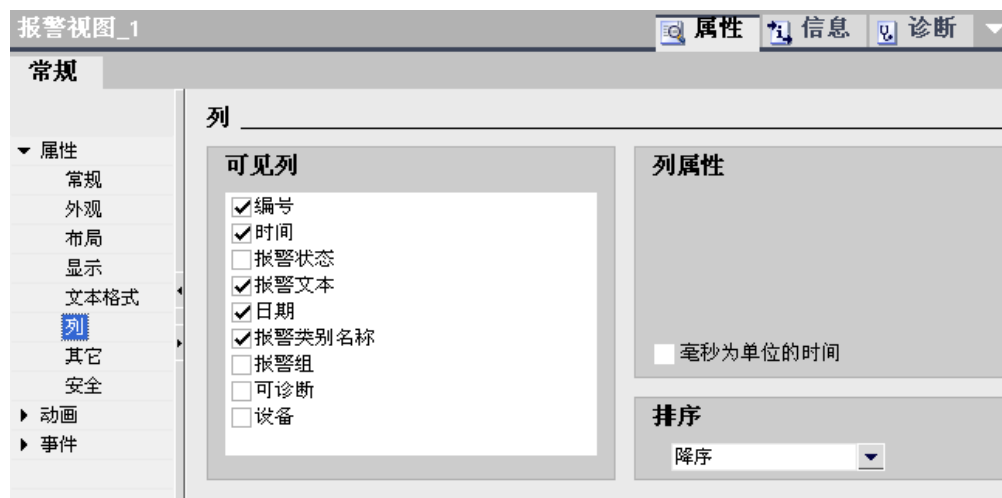 报警视图_1
属性
信息
诊断
常规
属性
常规
外观
布局
显示
文本格式
列
其它
安全
动画
事件
列
可见列
编号
时间
报警状态
报警文本
日期
报警类别名称
报警组
可诊断
设备
列属性
毫秒为单位的时间
排序
降序